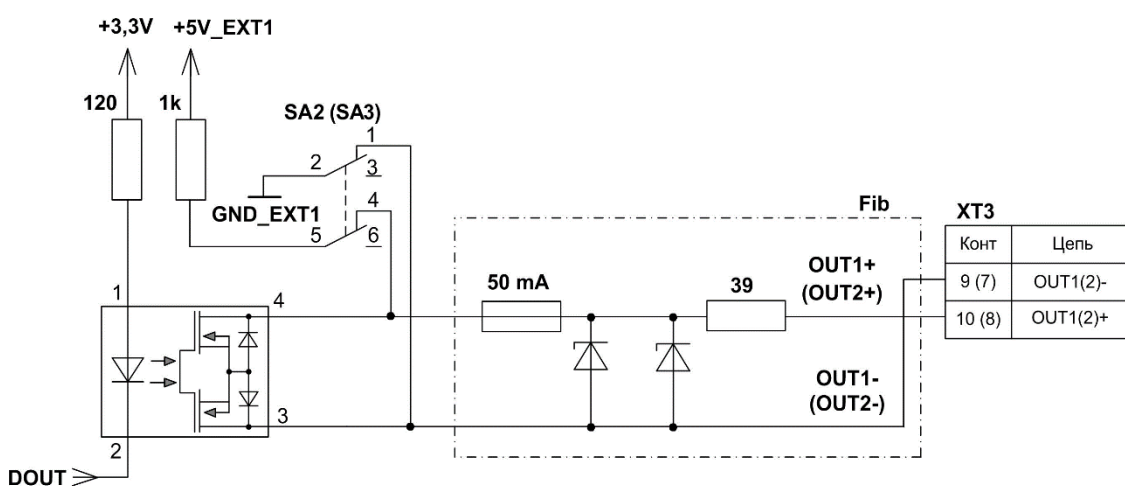 +3,3V +5V_EXT1
120 1k
SA2 (SA3)
1
2
3
GND_EXT1
4
5
6
Fib
XT3
Конт Цепь
9 (7) OUT1(2)-
10 (8) OUT1(2)+
50 mA
39
OUT1+
(OUT2+)
OUT1-
(OUT2-)
1
4
3
2
DOUT